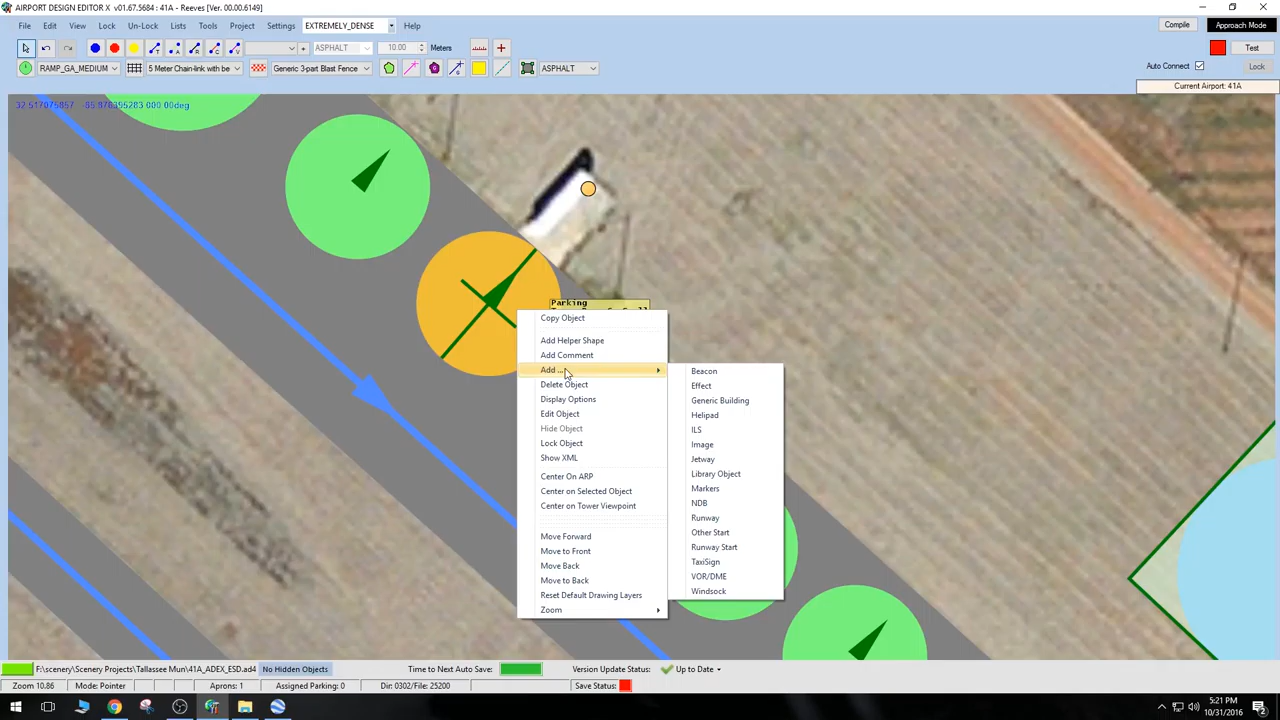 AIRPORT DESIGN EDITOR X v01.67.5684 : 41A - Reeves [Ver. 00.00.6149]
File Edit View Lock Un-Lock Lists Tools Project Settings EXTREMELY_DENSE Help Compile Approach Mode
ASPHALT 10.00 Meters Test
RAMP_GA_MEDIUM 5 Meter Chain-link with be Generic 3-part Blast Fence ASPHALT Auto Connect Lock
Current Airport: 41A
Parking
Copy Object
Add Helper Shape
Add Comment
Add ...
Delete Object
Display Options
Edit Object
Hide Object
Lock Object
Show XML
Center On ARP
Center on Selected Object
Center on Tower Viewpoint
Move Forward
Move to Front
Move Back
Move to Back
Reset Default Drawing Layers
Zoom
Beacon
Effect
Generic Building
Helipad
ILS
Image
Jetway
Library Object
Markers
NDB
Runway
Other Start
Runway Start
TaxiSign
VOR/DME
Windsock
F:\scenery\Scenery Projects\Tallassee Mun\41A_ADEX_ESD.ad4 No Hidden Objects Time to Next Auto Save: Version Update Status: Up to Date
Zoom 10.86 Mode: Pointer Aprons: 1 Assigned Parking: 0 Dir: 0302/File: 25200 Save Status:
5:21 PM
10/31/2016